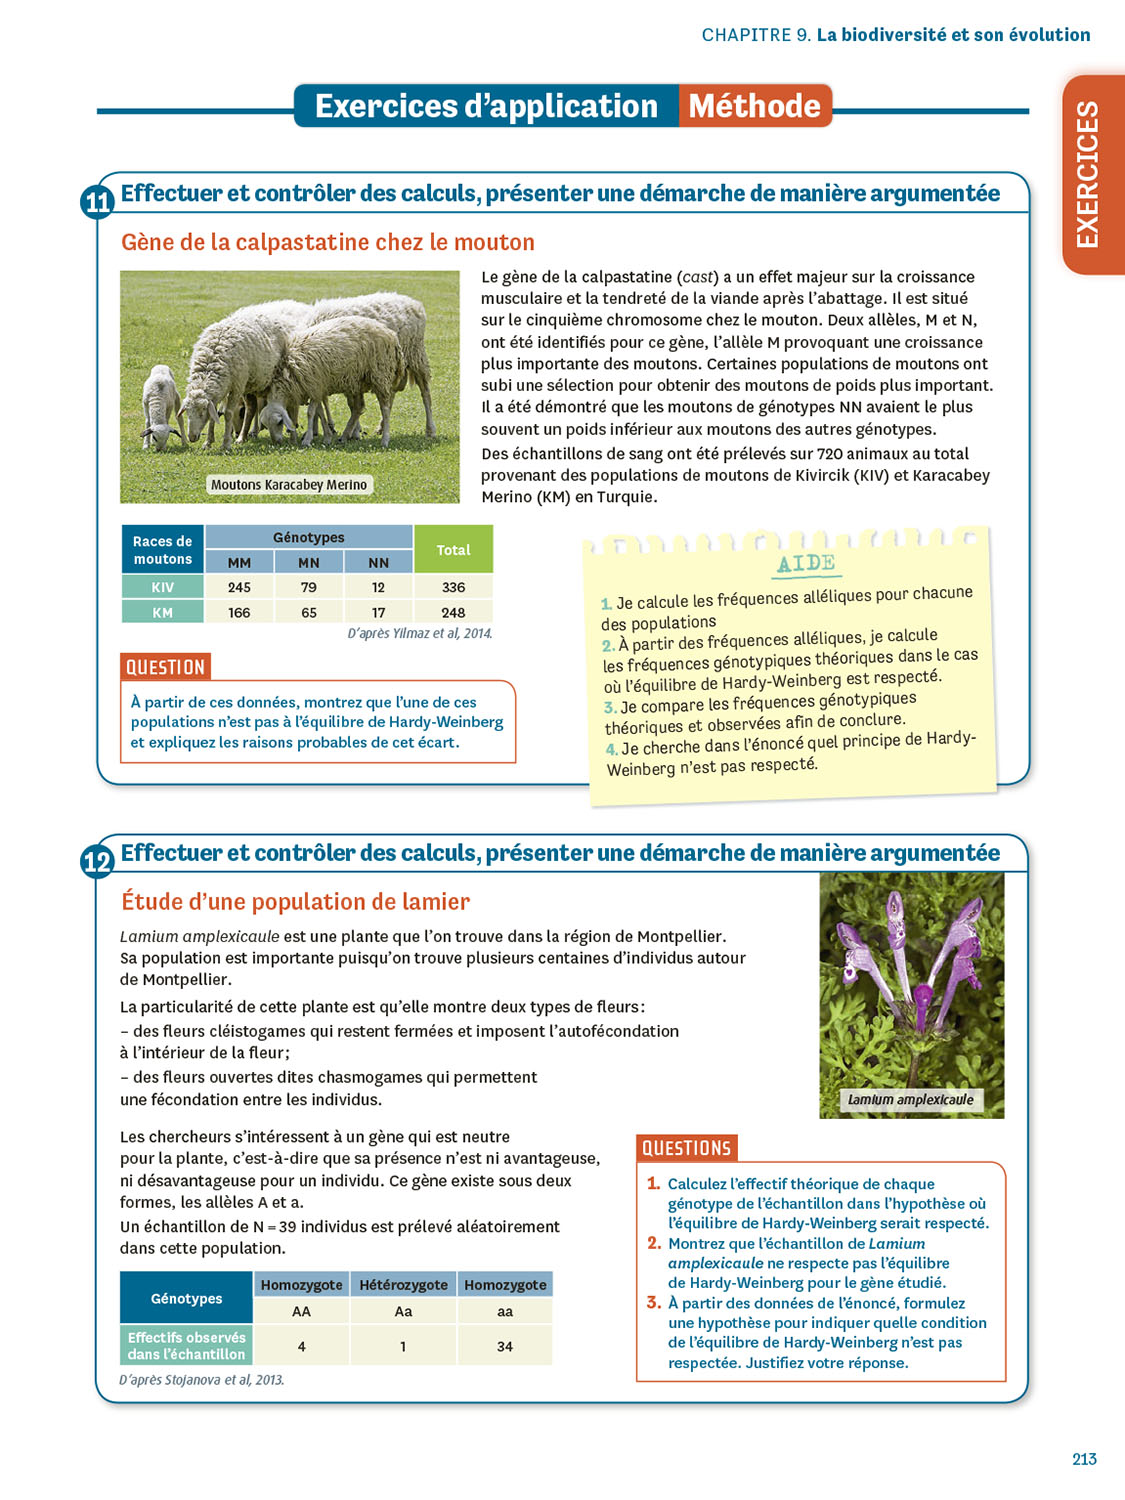 CHAPITRE 9. La biodiversité et son évolution
EXERCICES
Exercices d'application Méthode
11 Effectuer et contrôler des calculs, présenter une démarche de manière argumentée
Gène de la calpastatine chez le mouton
Moutons Karacabey Merino
Le gène de la calpastatine (cast) a un effet majeur sur la croissance
musculaire et la tendreté de la viande après l'abattage. Il est situé
sur le cinquième chromosome chez le mouton. Deux allèles, M et N,
ont été identifiés pour ce gène, l'allèle M provoquant une croissance
plus importante des moutons. Certaines populations de moutons ont
subi une sélection pour obtenir des moutons de poids plus important.
Il a été démontré que les moutons de génotypes NN avaient le plus
souvent un poids inférieur aux moutons des autres génotypes.
Des échantillons de sang ont été prélevés sur 720 animaux au total
provenant des populations de moutons de Kivircik (KIV) et Karacabey
Merino (KM) en Turquie.
Races de moutons Génotypes Total
MM MN NN
KIV 245 79 12 336
KM 166 65 17 248
D'après Yilmaz et al, 2014.
QUESTION
À partir de ces données, montrez que l'une de ces
populations n'est pas à l'équilibre de Hardy-Weinberg
et expliquez les raisons probables de cet écart.
AIDE
1. Je calcule les fréquences alléliques pour chacune
des populations
2. À partir des fréquences alléliques, je calcule
les fréquences génotypiques théoriques dans le cas
où l'équilibre de Hardy-Weinberg est respecté.
3. Je compare les fréquences génotypiques
théoriques et observées afin de conclure.
4. Je cherche dans l'énoncé quel principe de Hardy-
Weinberg n'est pas respecté.
12 Effectuer et contrôler des calculs, présenter une démarche de manière argumentée
Étude d'une population de lamier
Lamium amplexicaule est une plante que l'on trouve dans la région de Montpellier.
Sa population est importante puisqu'on trouve plusieurs centaines d'individus autour
de Montpellier.
La particularité de cette plante est qu'elle montre deux types de fleurs :
– des fleurs cléistogames qui restent fermées et imposent l'autofécondation
à l'intérieur de la fleur ;
– des fleurs ouvertes dites chasmogames qui permettent
une fécondation entre les individus.
Lamium amplexicaule
Les chercheurs s'intéressent à un gène qui est neutre
pour la plante, c'est-à-dire que sa présence n'est ni avantageuse,
ni désavantageuse pour un individu. Ce gène existe sous deux
formes, les allèles A et a.
Un échantillon de N = 39 individus est prélevé aléatoirement
dans cette population.
Génotypes Homozygote Hétérozygote Homozygote
AA Aa aa
Effectifs observés
dans l'échantillon 4 1 34
D'après Stojanova et al, 2013.
QUESTIONS
1. Calculez l'effectif théorique de chaque
génotype de l'échantillon dans l'hypothèse où
l'équilibre de Hardy-Weinberg serait respecté.
2. Montrez que l'échantillon de Lamium
amplexicaule ne respecte pas l'équilibre
de Hardy-Weinberg pour le gène étudié.
3. À partir des données de l'énoncé, formulez
une hypothèse pour indiquer quelle condition
de l'équilibre de Hardy-Weinberg n'est pas
respectée. Justifiez votre réponse.
213